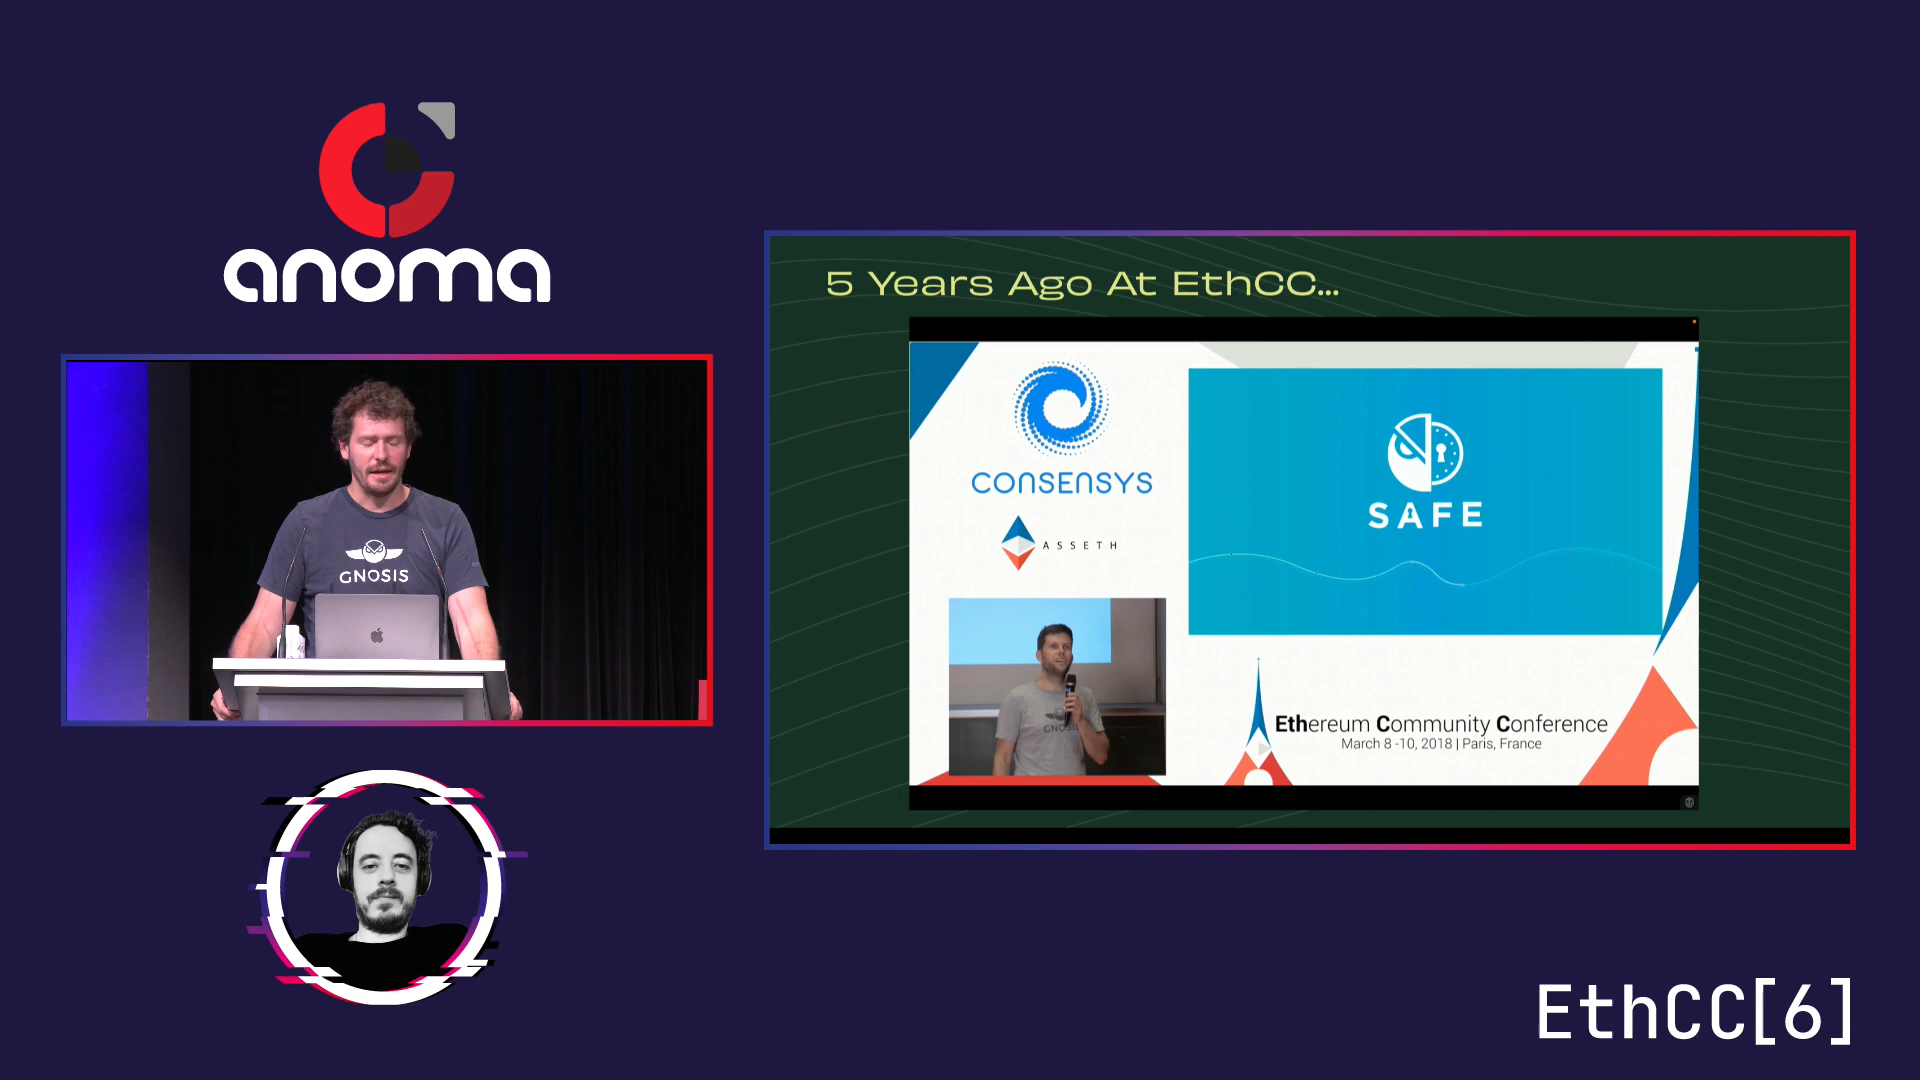 anoma
GNOSIS
5 Years Ago At EthCC...
CONSENSYS
ASSETH
SAFE
GNOSIS
Ethereum Community Conference
March 8 -10, 2018 | Paris, France
EthCC[6]